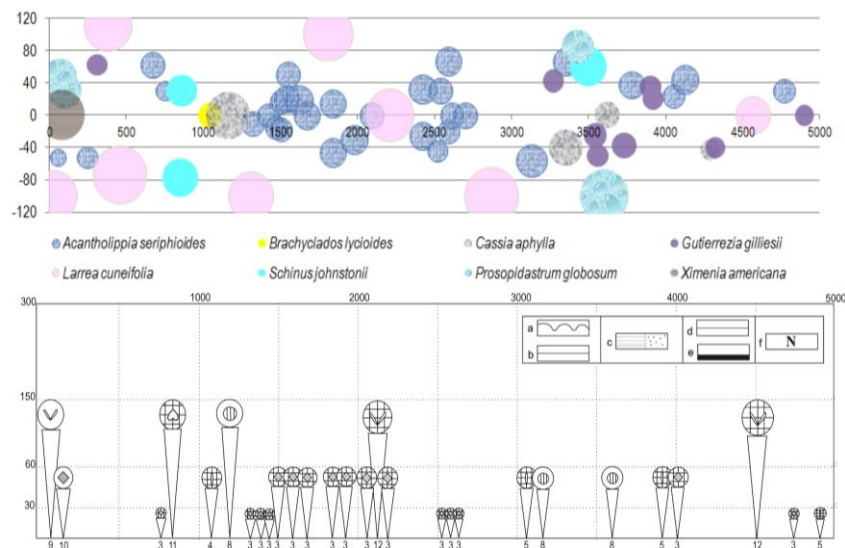 120
80
40
0
0 500 1000 1500 2000 2500 3000 3500 4000 4500 5000
-40
-80
-120
Acantholippia seriphioides Brachyclados lycioides Cassia aphylla Gutierrezia gilliesii
Larrea cuneifolia Schinus johnstonii Prosopidastrum globosum Ximenia americana
1000 2000 3000 4000 5000
300
a c d f N
b e
150
60
30
9 10 3 11 4 8 3 3 3 3 3 3 3 3 3 12 3 3 3 3 5 8 8 5 3 12 3 5